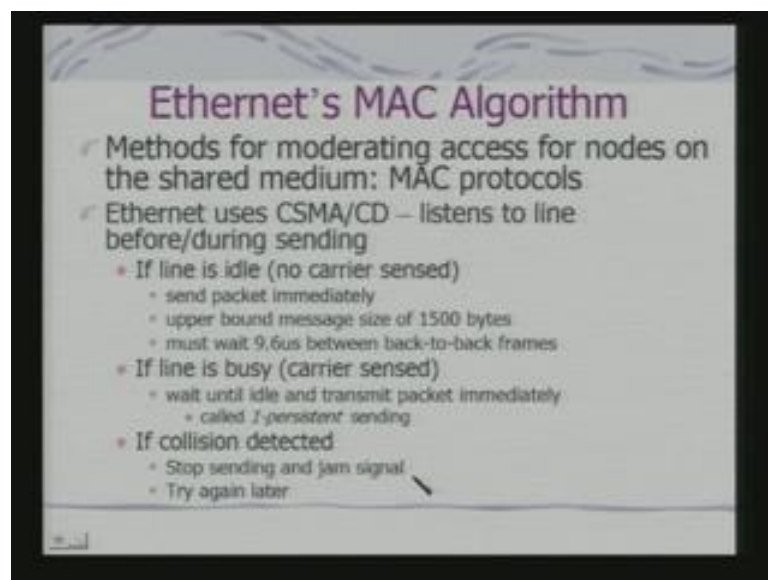 Ethernet's MAC Algorithm
Methods for moderating access for nodes on
the shared medium: MAC protocols
Ethernet uses CSMA/CD – listens to line
before/during sending
If line is idle (no carrier sensed)
send packet immediately
upper bound message size of 1500 bytes
must wait 9.6us between back-to-back frames
If line is busy (carrier sensed)
wait until idle and transmit packet immediately
called 1-persistent sending
If collision detected
Stop sending and jam signal
Try again later